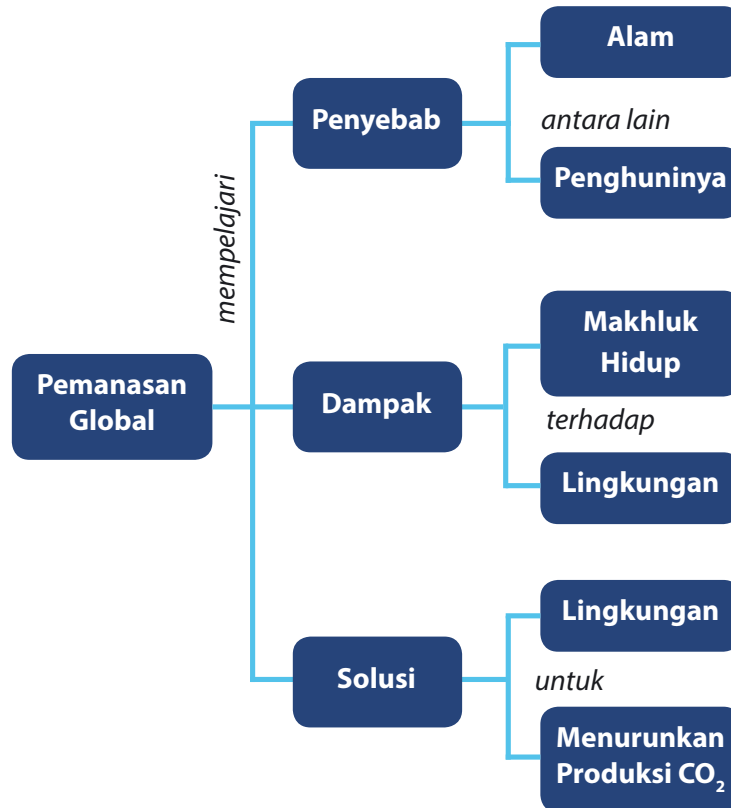 Pemanasan
Global
mempelajari
Penyebab
antara lain
Alam
Penghuninya
Dampak
terhadap
Makhluk
Hidup
Lingkungan
Solusi
untuk
Lingkungan
Menurunkan
Produksi CO₂